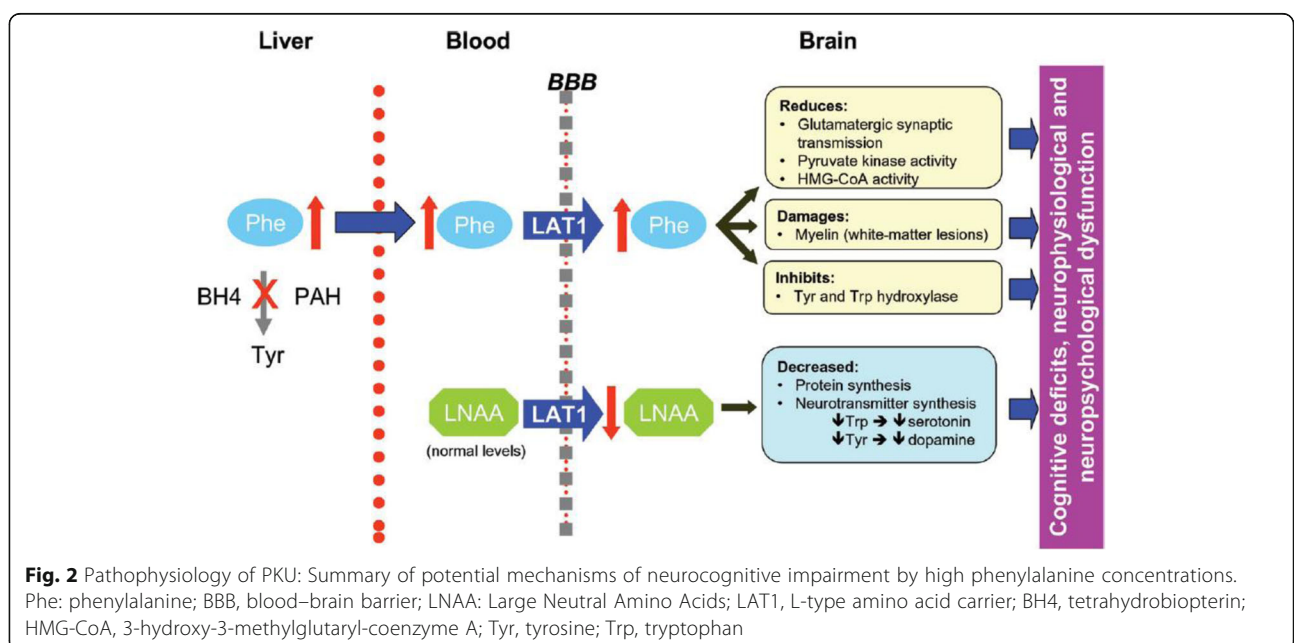 Liver
Blood
Brain
BBB
Reduces:
• Glutamatergic synaptic
transmission
• Pyruvate kinase activity
• HMG-CoA activity
Phe
Phe
LAT1
Phe
Damages:
• Myelin (white-matter lesions)
Inhibits:
• Tyr and Trp hydroxylase
BH4
X
PAH
Tyr
LNAA
(normal levels)
LAT1
LNAA
Decreased:
• Protein synthesis
• Neurotransmitter synthesis
↓Trp → ↓serotonin
↓Tyr → ↓dopamine
Cognitive deficits, neurophysiological and
neuropsychological dysfunction
Fig. 2 Pathophysiology of PKU: Summary of potential mechanisms of neurocognitive impairment by high phenylalanine concentrations.
Phe: phenylalanine; BBB, blood–brain barrier; LNAA: Large Neutral Amino Acids; LAT1, L-type amino acid carrier; BH4, tetrahydrobiopterin;
HMG-CoA, 3-hydroxy-3-methylglutaryl-coenzyme A; Tyr, tyrosine; Trp, tryptophan